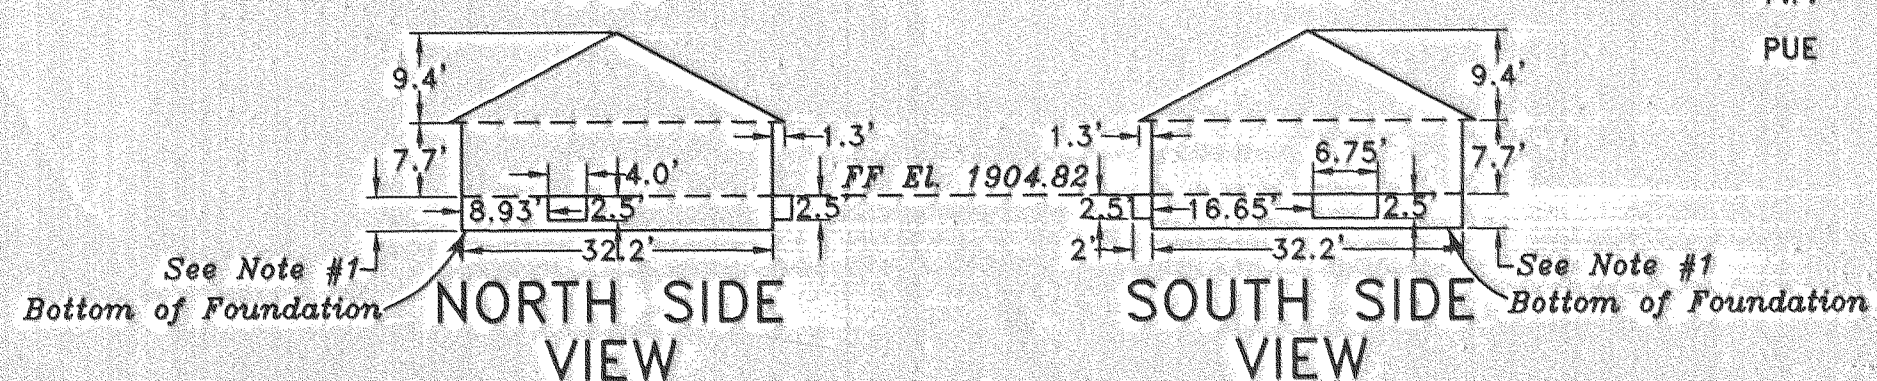 PUE
9.4'
7.7'
1.3'
4.0'
8.93'
2.5'
2.5'
32.2'
See Note #1
Bottom of Foundation
NORTH SIDE
VIEW
FF El. 1904.82
9.4'
1.3'
6.75'
7.7'
2.5'
16.65'
2.5'
2'
32.2'
See Note #1
Bottom of Foundation
SOUTH SIDE
VIEW